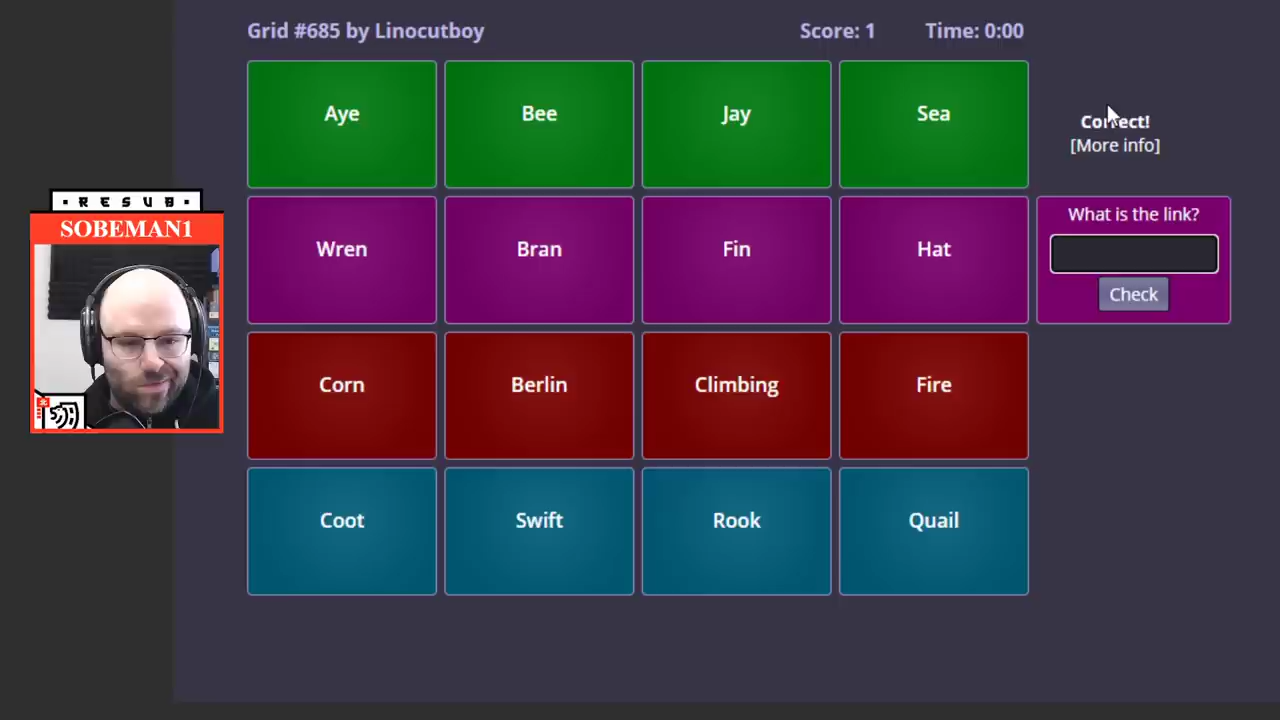 Grid #685 by Linocutboy Score: 1 Time: 0:00
Aye Bee Jay Sea
Correct!
[More info]
RESUB
SOBEMAN1
Wren Bran Fin Hat
What is the link?
Check
Corn Berlin Climbing Fire
Coot Swift Rook Quail